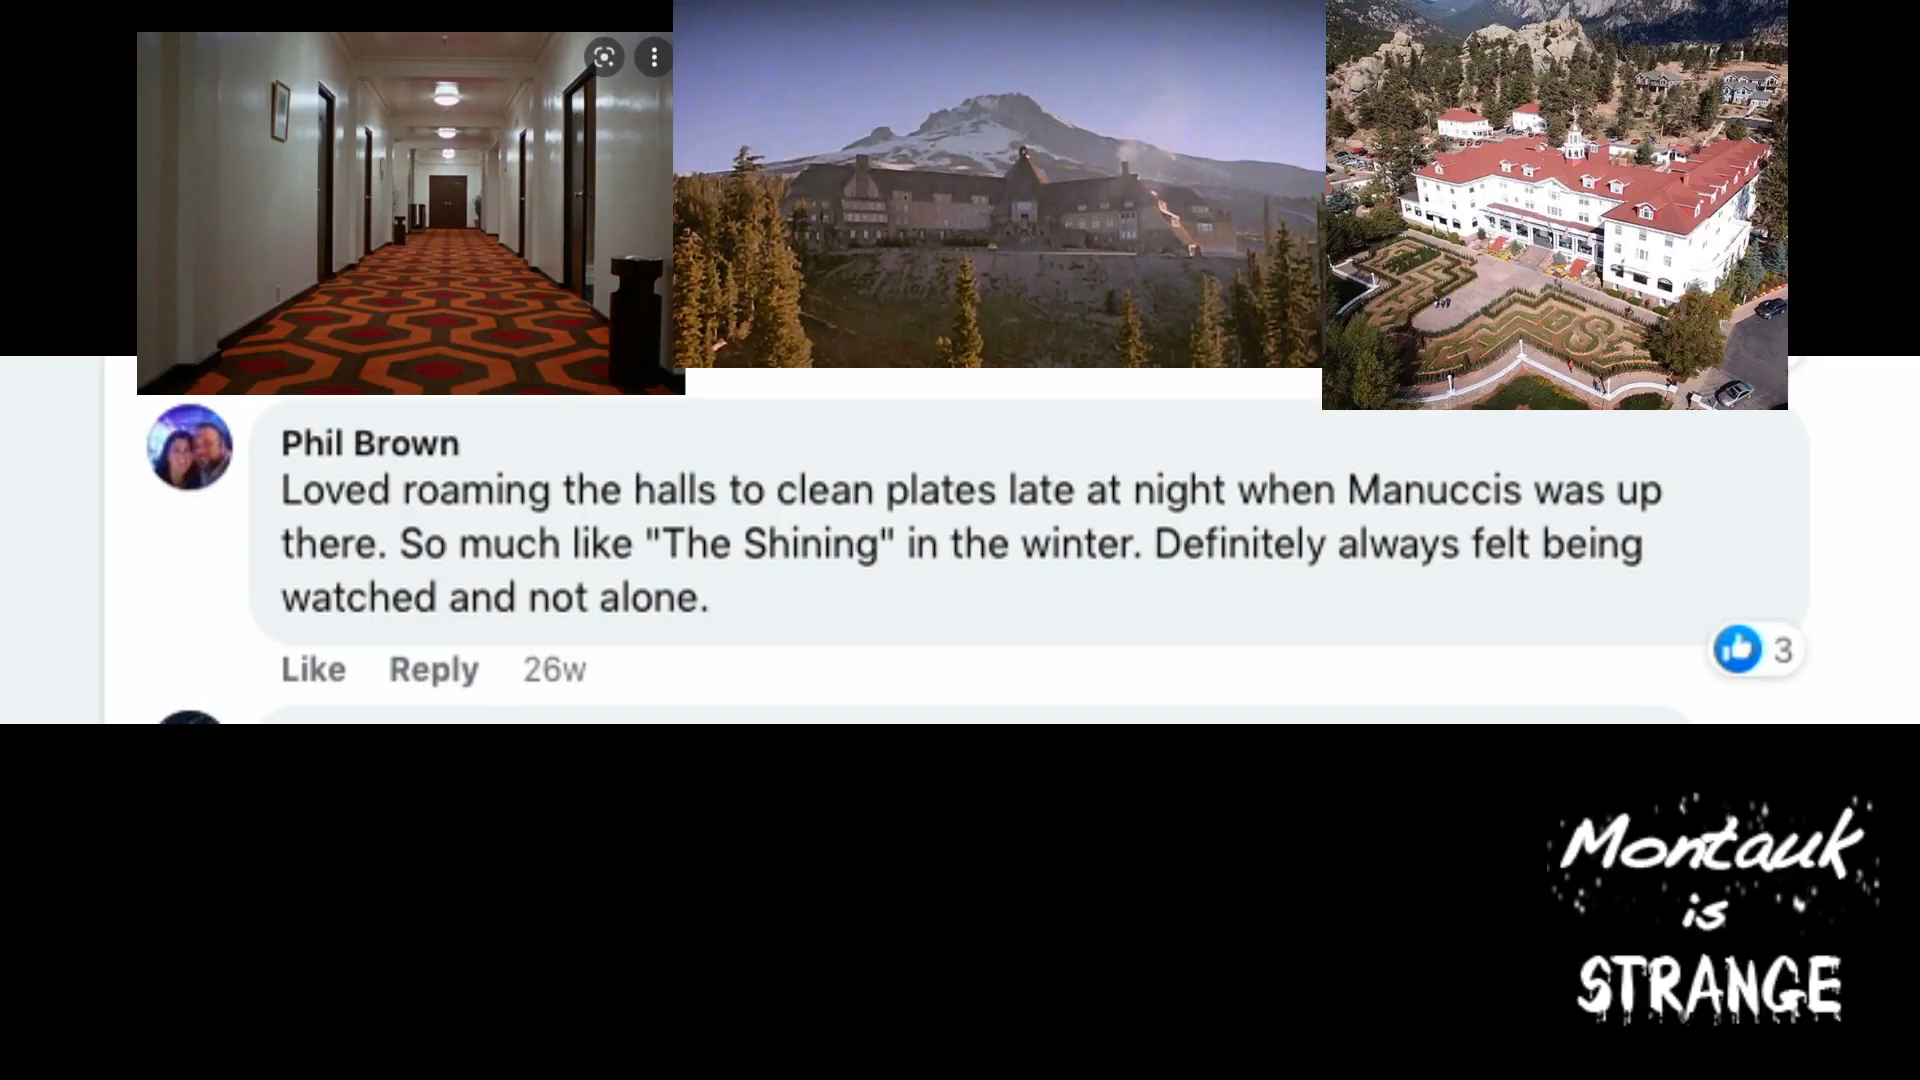 Phil Brown
Loved roaming the halls to clean plates late at night when Manuccis was up
there. So much like "The Shining" in the winter. Definitely always felt being
watched and not alone.
Like Reply 26w
3
Montauk
is
STRANGE